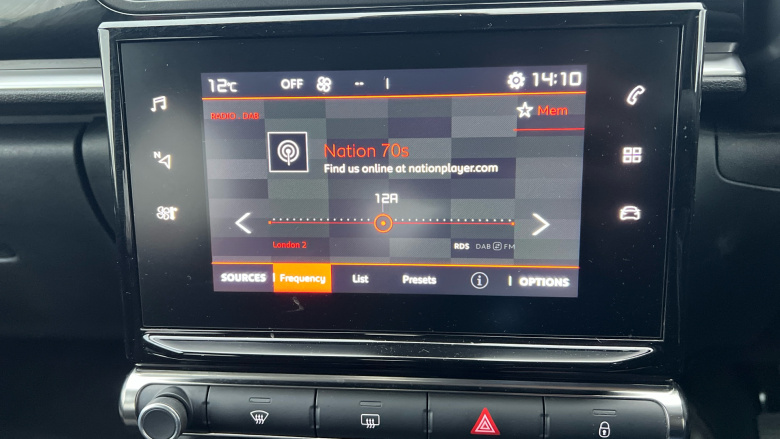 12°C OFF -- 14:10
RADIO - DAB
Mem
Nation 70s
Find us online at nationplayer.com
12A
London 2
RDS DAB FM
SOURCES Frequency List Presets OPTIONS
N